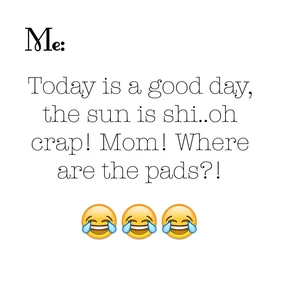 Me:
Today is a good day,
the sun is shi..oh
crap! Mom! Where
are the pads?!
😂😂😂